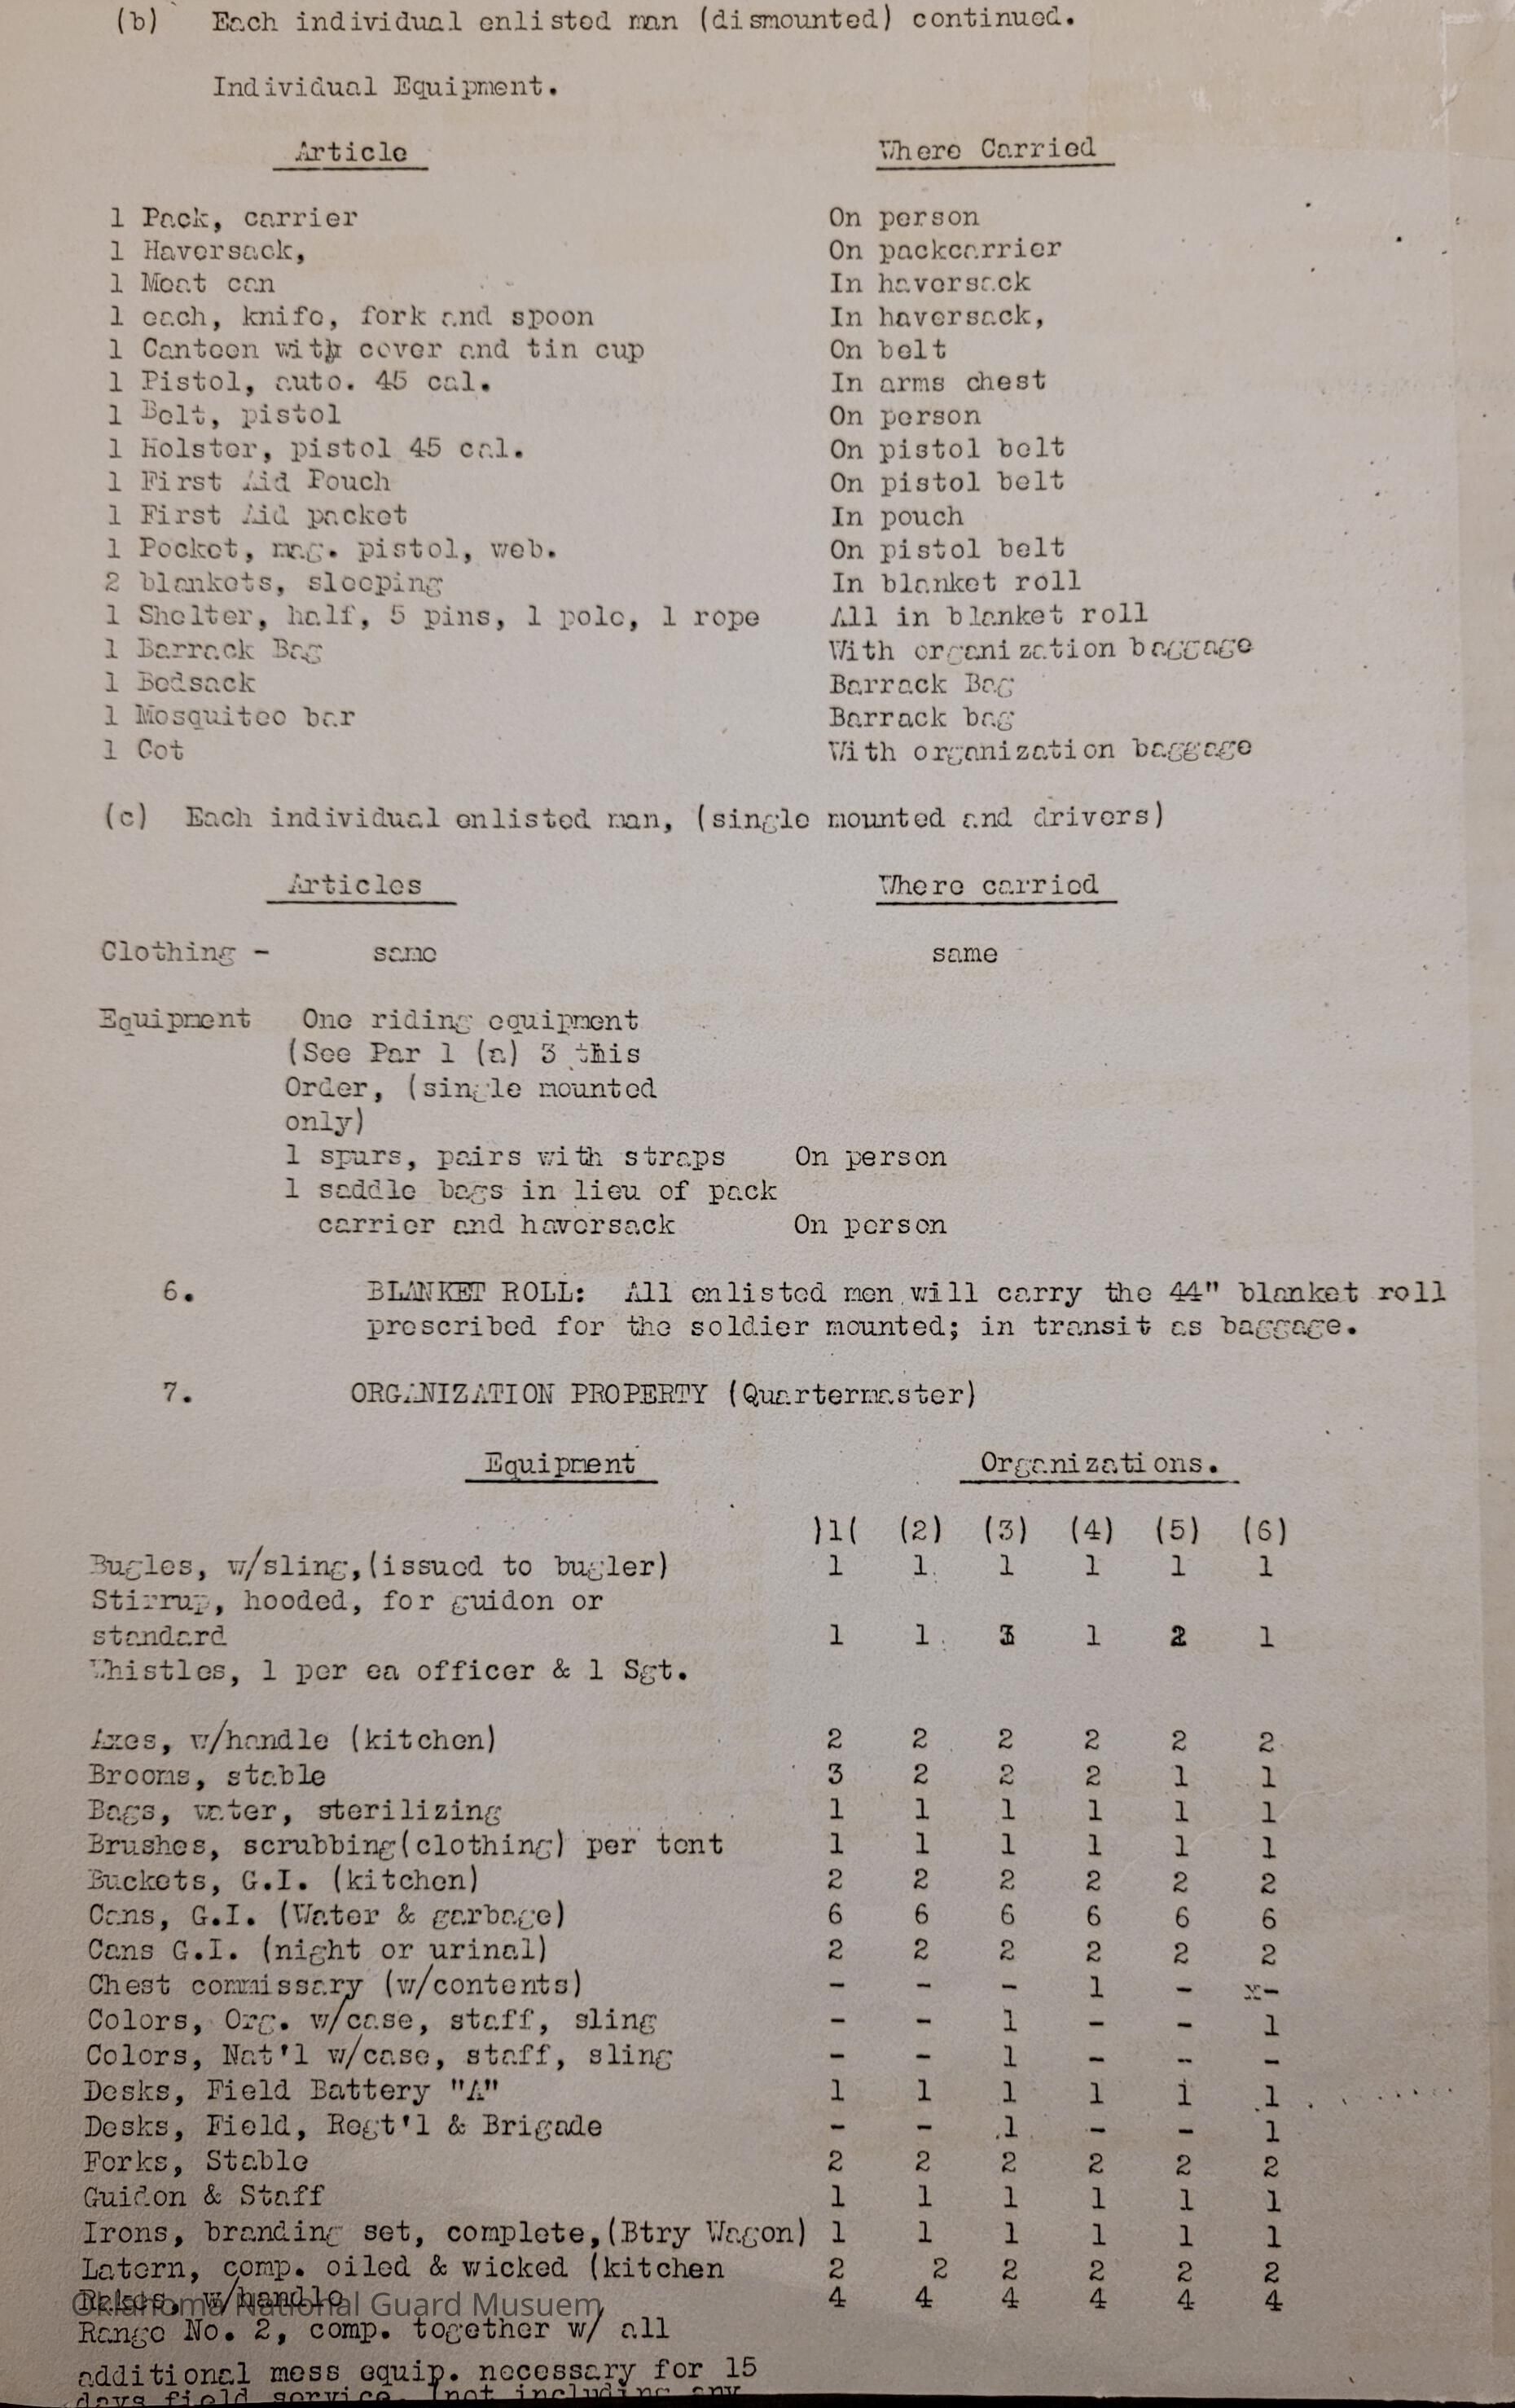 (b) Each individual enlisted man (dismounted) continued.
Individual Equipment.
Article Where Carried
1 Pack, carrier On person
1 Haversack, On packcarrier
1 Meat can In haversack
1 each, knife, fork and spoon In haversack,
1 Canteen with cover and tin cup On belt
1 Pistol, auto. 45 cal. In arms chest
1 Belt, pistol On person
1 Holster, pistol 45 cal. On pistol belt
1 First Aid Pouch On pistol belt
1 First Aid packet In pouch
1 Pocket, mag. pistol, web. On pistol belt
2 blankets, sleeping In blanket roll
1 Shelter, half, 5 pins, 1 pole, 1 rope All in blanket roll
1 Barrack Bag With organization baggage
1 Bedsack Barrack Bag
1 Mosquitoo bar Barrack bag
1 Cot With organization baggage
(c) Each individual enlisted man, (single mounted and drivers)
Articles Where carried
Clothing - same same
Equipment One riding equipment
(See Par 1 (a) 3 this
Order, (single mounted
only)
1 spurs, pairs with straps On person
1 saddle bags in lieu of pack
carrier and haversack On person
6. BLANKET ROLL: All enlisted men will carry the 44" blanket roll
prescribed for the soldier mounted; in transit as baggage.
7. ORGANIZATION PROPERTY (Quartermaster)
Equipment Organizations.
)1( (2) (3) (4) (5) (6)
Bugles, w/sling,(issued to bugler) 1 1 1 1 1 1
Stirrup, hooded, for guidon or
standard 1 1 3 1 2 1
Whistles, 1 per ea officer & 1 Sgt.
Axes, w/handle (kitchen) 2 2 2 2 2 2
Brooms, stable 3 2 2 2 1 1
Bags, water, sterilizing 1 1 1 1 1 1
Brushes, scrubbing(clothing) per tent 1 1 1 1 1 1
Buckets, G.I. (kitchen) 2 2 2 2 2 2
Cans, G.I. (Water & garbage) 6 6 6 6 6 6
Cans G.I. (night or urinal) 2 2 2 2 2 2
Chest commissary (w/contents) - - - 1 - x-
Colors, Org. w/case, staff, sling - - 1 - - 1
Colors, Nat'l w/case, staff, sling - - 1 - - -
Desks, Field Battery "A" 1 1 1 1 1 1
Desks, Field, Regt'l & Brigade - - 1 - - 1
Forks, Stable 2 2 2 2 2 2
Guidon & Staff 1 1 1 1 1 1
Irons, branding set, complete,(Btry Wagon) 1 1 1 1 1 1
Latern, comp. oiled & wicked (kitchen 2 2 2 2 2 2
Rakes, w/handle 4 4 4 4 4 4
Oklahoma National Guard Musuem
Range No. 2, comp. together w/ all
additional mess equip. necessary for 15
days field service, (not including any